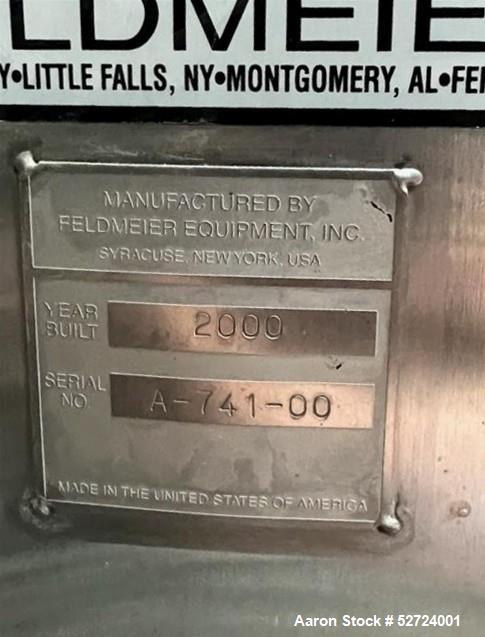 LDMEIE
Y•LITTLE FALLS, NY•MONTGOMERY, AL•FE
MANUFACTURED BY
FELDMEIER EQUIPMENT, INC.
SYRACUSE, NEW YORK, USA
YEAR BUILT 2000
SERIAL NO. A-741-00
MADE IN THE UNITED STATES OF AMERICA
Aaron Stock # 52724001